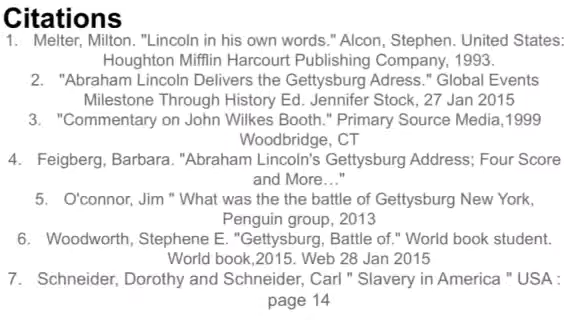 Citations
1. Melter, Milton. "Lincoln in his own words." Alcon, Stephen. United States:
Houghton Mifflin Harcourt Publishing Company, 1993.
2. "Abraham Lincoln Delivers the Gettysburg Adress." Global Events
Milestone Through History Ed. Jennifer Stock, 27 Jan 2015
3. "Commentary on John Wilkes Booth." Primary Source Media,1999
Woodbridge, CT
4. Feigberg, Barbara. "Abraham Lincoln's Gettysburg Address; Four Score
and More…"
5. O'connor, Jim " What was the the battle of Gettysburg New York,
Penguin group, 2013
6. Woodworth, Stephene E. "Gettysburg, Battle of." World book student.
World book,2015. Web 28 Jan 2015
7. Schneider, Dorothy and Schneider, Carl " Slavery in America " USA :
page 14